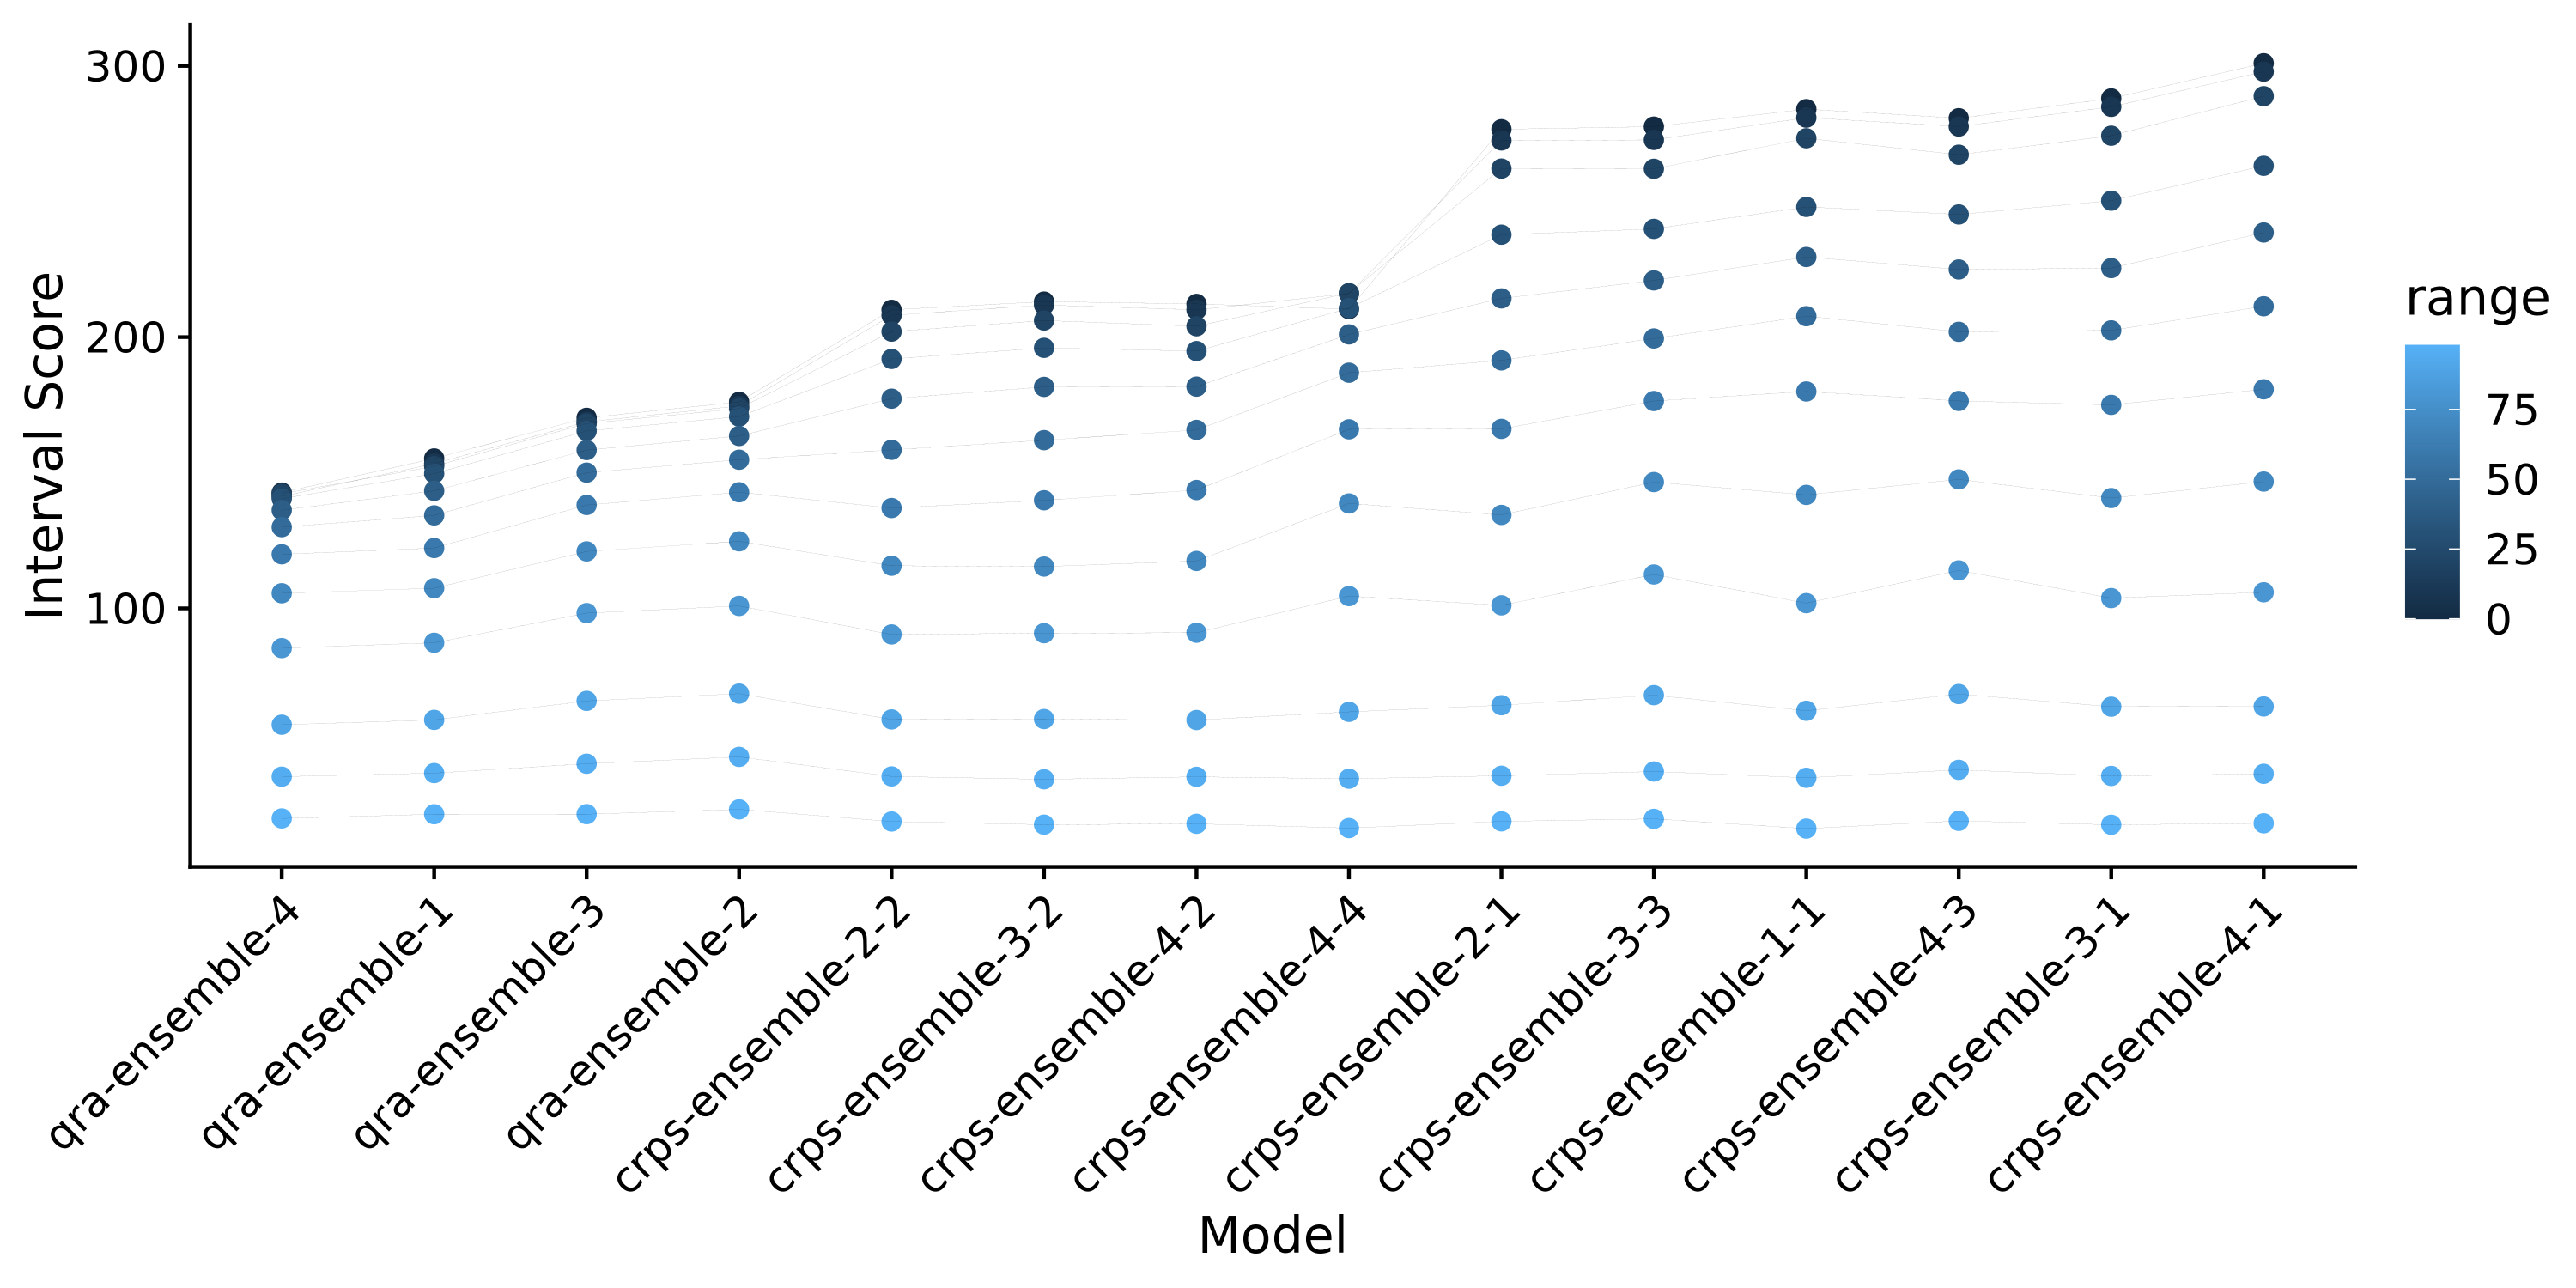 300
200
100
Interval Score
qra-ensemble-4
qra-ensemble-1
qra-ensemble-3
qra-ensemble-2
crps-ensemble-2-2
crps-ensemble-3-2
crps-ensemble-4-2
crps-ensemble-4-4
crps-ensemble-2-1
crps-ensemble-3-3
crps-ensemble-1-1
crps-ensemble-4-3
crps-ensemble-3-1
crps-ensemble-4-1
Model
range
75
50
25
0